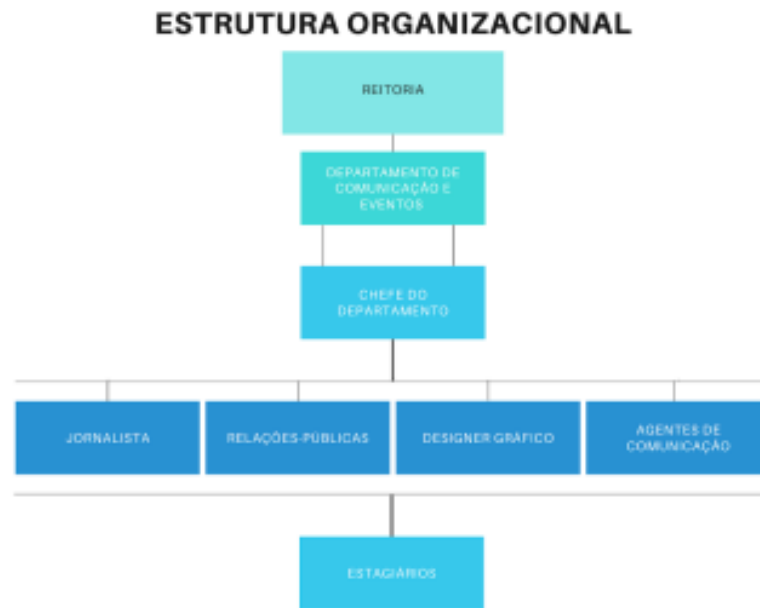 ESTRUTURA ORGANIZACIONAL
REITORIA
DEPARTAMENTO DE
COMUNICAÇÃO E
EVENTOS
CHEFE DO
DEPARTAMENTO
JORNALISTA
RELAÇÕES-PÚBLICAS
DESIGNER GRÁFICO
AGENTES DE
COMUNICAÇÃO
ESTAGIÁRIOS